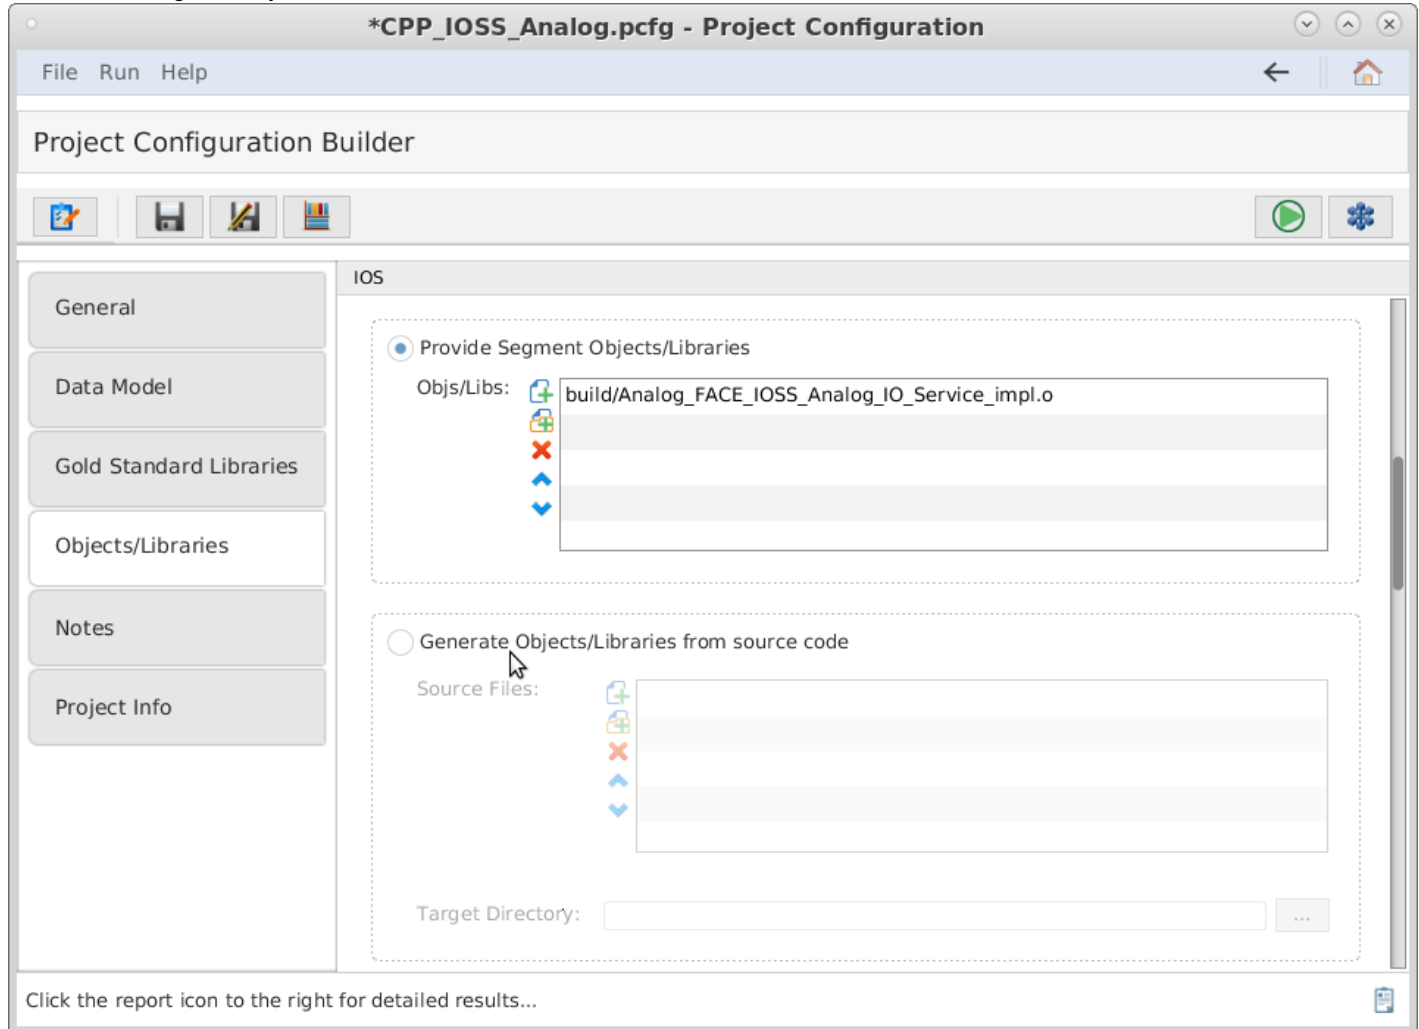 *CPP_IOSS_Analog.pcfg - Project Configuration
File Run Help
Project Configuration Builder
IOS
General
Data Model
Gold Standard Libraries
Objects/Libraries
Notes
Project Info
Provide Segment Objects/Libraries
Objs/Libs:
build/Analog_FACE_IOSS_Analog_IO_Service_impl.o
Generate Objects/Libraries from source code
Source Files:
Target Directory:
...
Click the report icon to the right for detailed results...